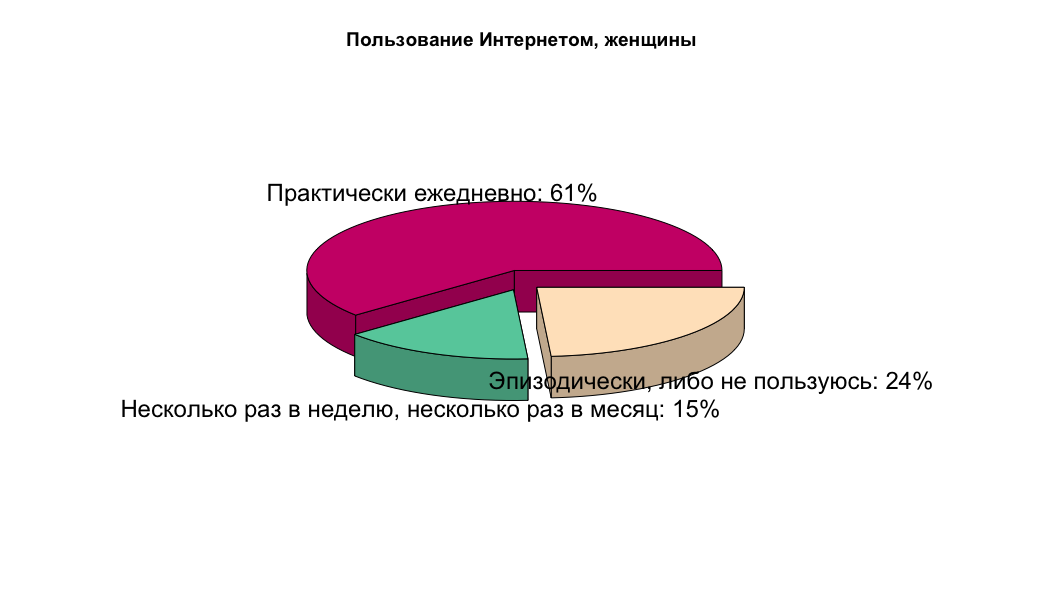 Пользование Интернетом, женщины
Практически ежедневно: 61%
Эпизодически, либо не пользуюсь: 24%
Несколько раз в неделю, несколько раз в месяц: 15%